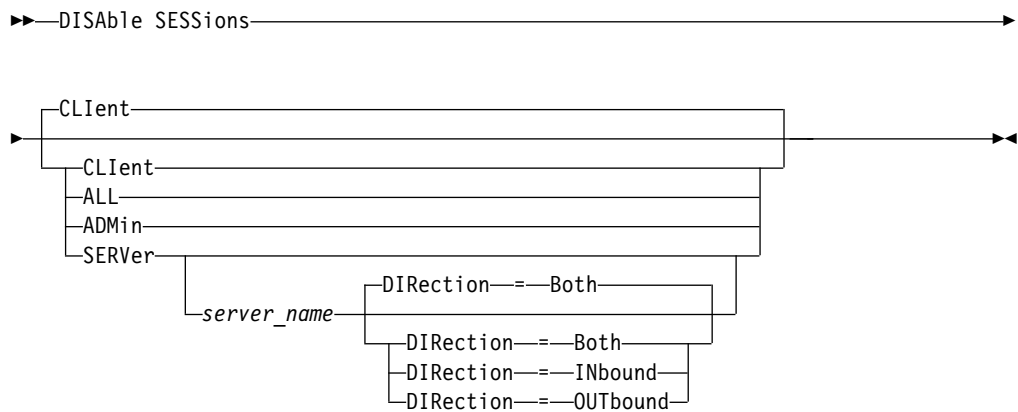 DISAble SESSions
CLIent
CLIent
ALL
ADMin
SERVer
DIRection = Both
server_name
DIRection = Both
DIRection = INbound
DIRection = OUTbound